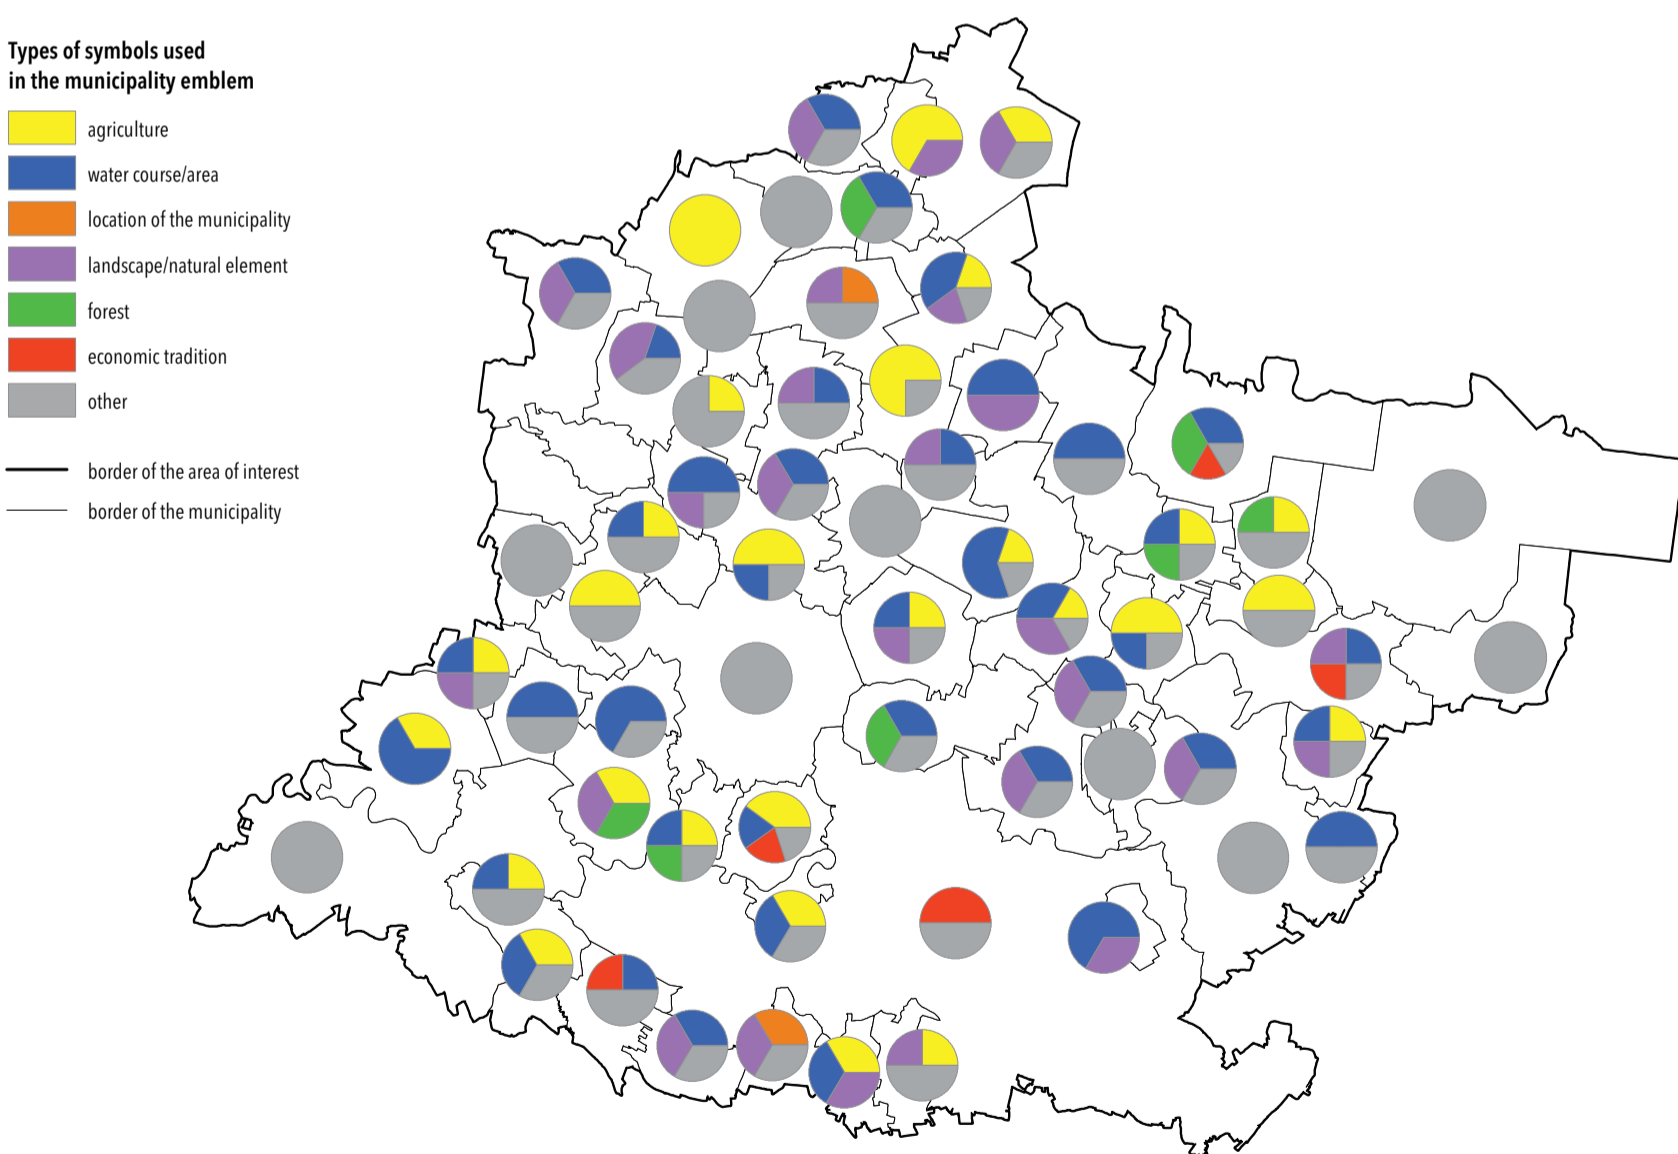 Types of symbols used
in the municipality emblem
agriculture
water course/area
location of the municipality
landscape/natural element
forest
economic tradition
other
border of the area of interest
border of the municipality